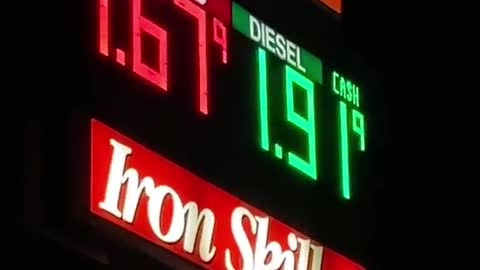 DIESEL
1.67 9
1.91 9
CASH
Iron Skill